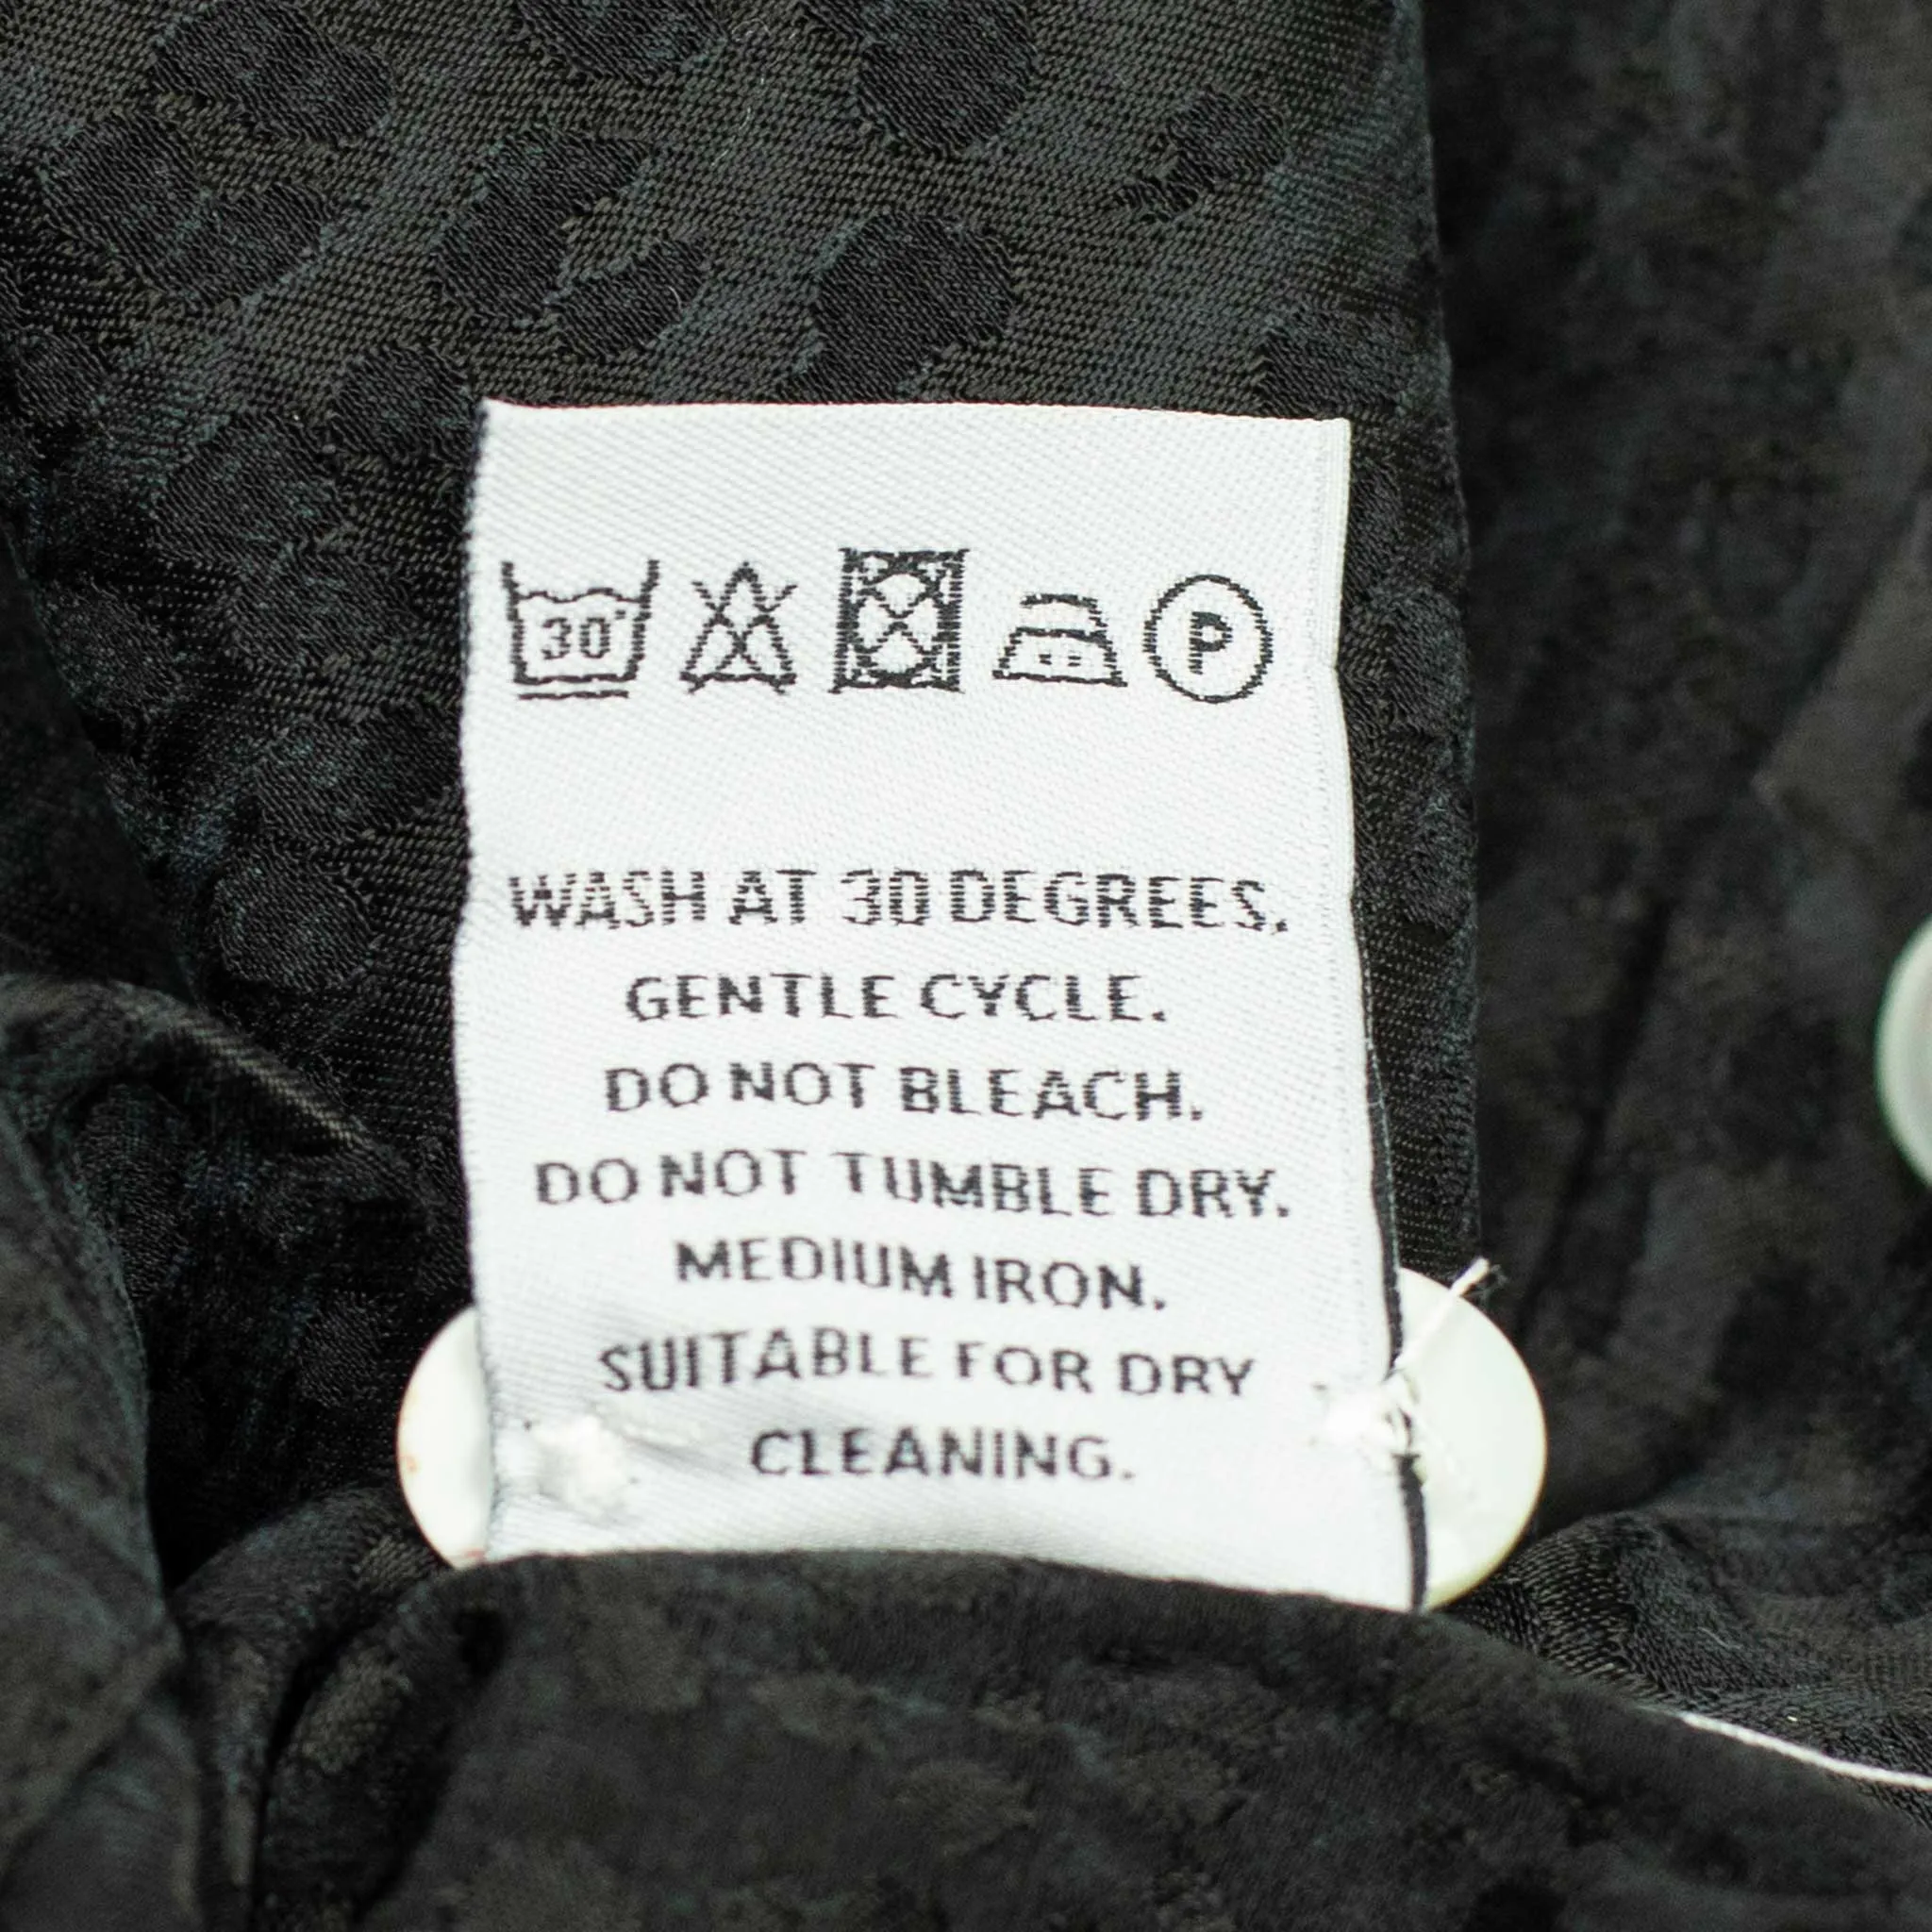 30°
P
WASH AT 30 DEGREES.
GENTLE CYCLE.
DO NOT BLEACH.
DO NOT TUMBLE DRY.
MEDIUM IRON.
SUITABLE FOR DRY
CLEANING.